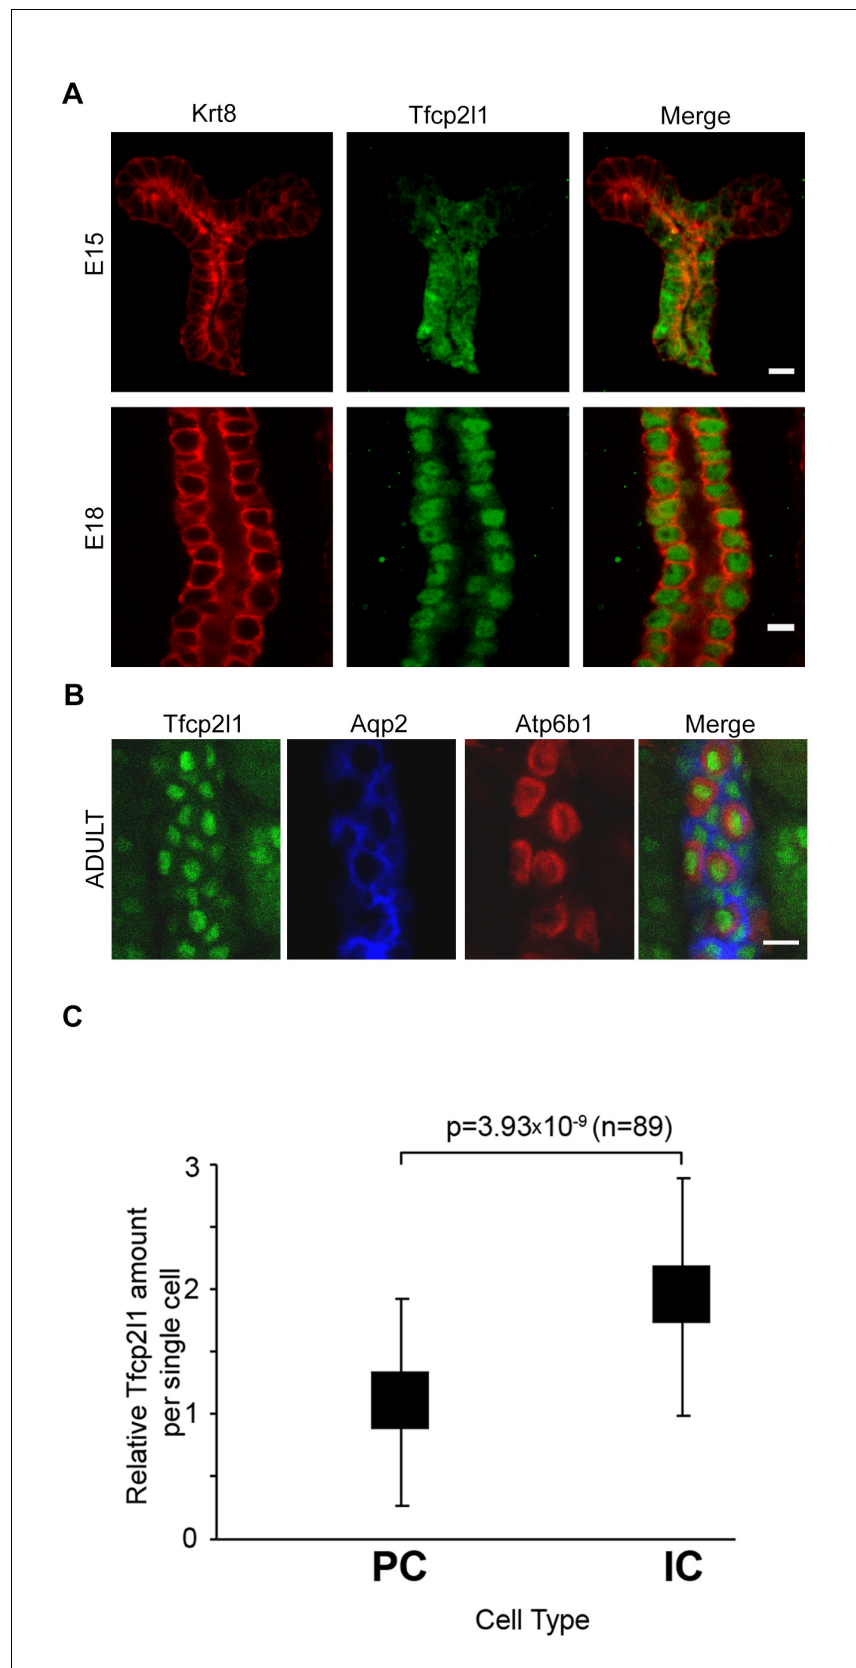 A
Krt8 Tfcp2l1 Merge
E15
E18
B
Tfcp2l1 Aqp2 Atp6b1 Merge
ADULT
C
p=3.93x10-9 (n=89)
Relative Tfcp2l1 amount
per single cell
3
2
1
0
PC IC
Cell Type